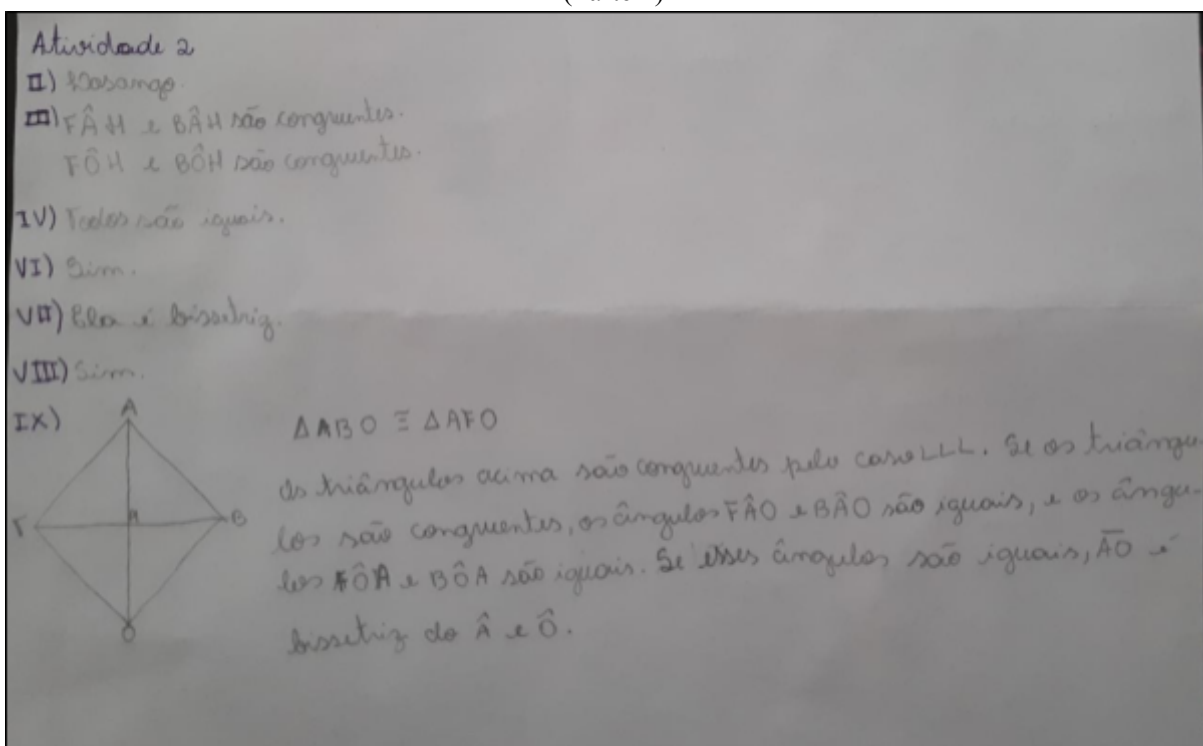 Atividade 2
II) Losango.
III) FÂH e BÂH são congruentes.
FÔH e BÔH são congruentes.
IV) Todos são iguais.
VI) Sim.
VII) Ela é bissetriz.
VIII) Sim.
IX)
A
F
H
B
O
ΔABO ≡ ΔAFO
Os triângulos acima são congruentes pelo caso LLL. Se os triângu
los são congruentes, os ângulos FÂO e BÂO são iguais, e os ângu
los FÔA e BÔA são iguais. Se esses ângulos são iguais, A̅O̅ é
bissetriz do Â e Ô.